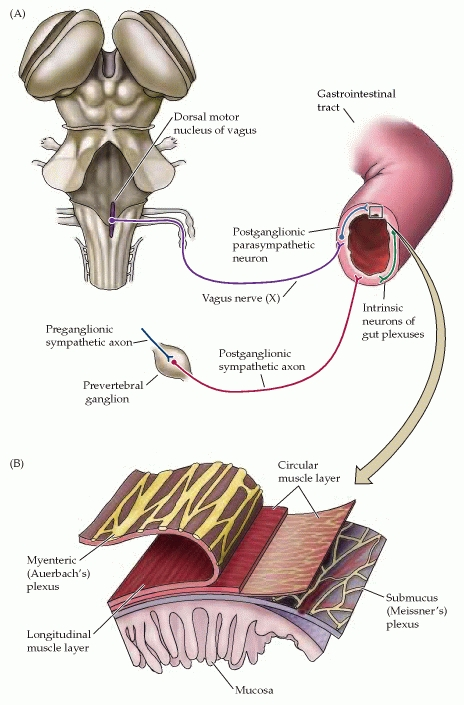 (A)
Dorsal motor
nucleus of vagus
Gastrointestinal
tract
Postganglionic
parasympathetic
neuron
Vagus nerve (X)
Intrinsic
neurons of
gut plexuses
Preganglionic
sympathetic axon
Postganglionic
sympathetic axon
Prevertebral
ganglion
(B)
Circular
muscle layer
Myenteric
(Auerbach's)
plexus
Submucus
(Meissner's)
plexus
Longitudinal
muscle layer
Mucosa